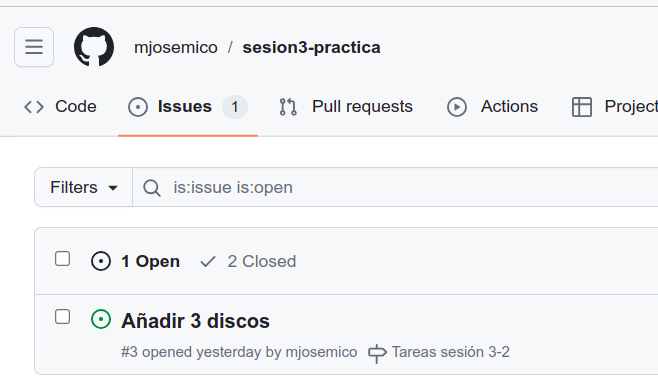 mjosemico / sesion3-practica
Code Issues 1 Pull requests Actions Project
Filters is:issue is:open
1 Open 2 Closed
Añadir 3 discos
#3 opened yesterday by mjosemico Tareas sesión 3-2